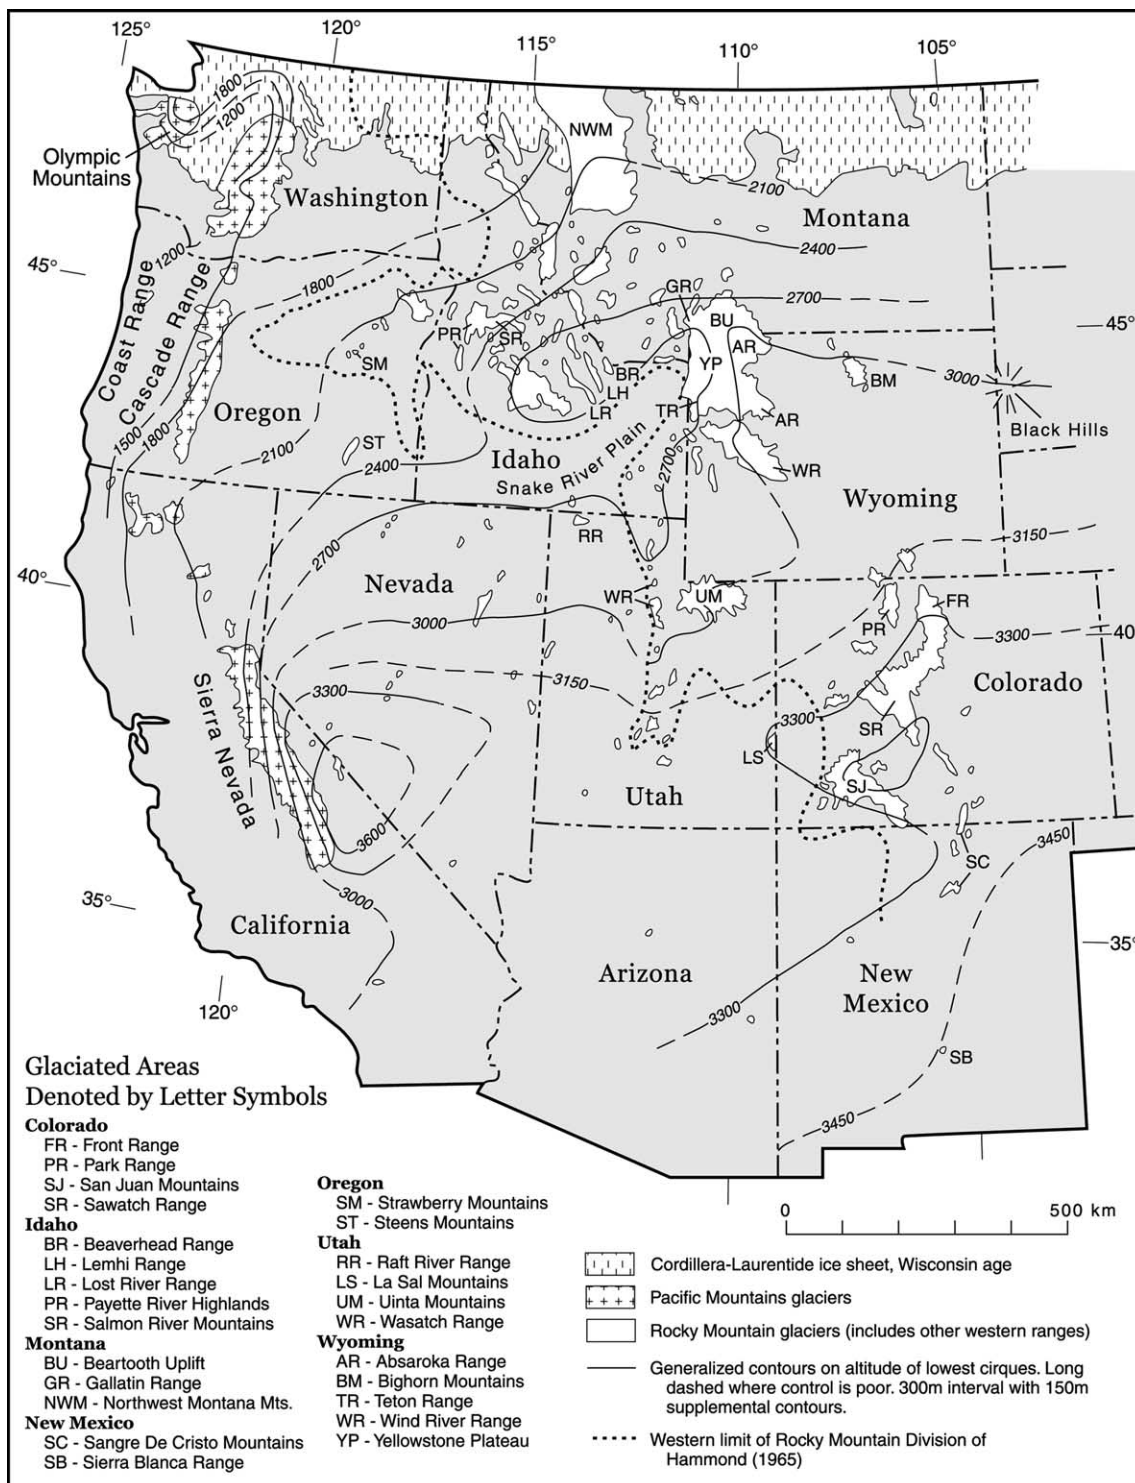 125°
120°
115°
110°
105°
1800
1200
NWM
Olympic
Mountains
Washington
2100
Montana
1200
2400
45°
1800
2700
GR
BU
45°
Coast Range
Cascade Range
PR
SR
AR
YP
SM
BR
BM
3000
LH
LR
TR
AR
Black Hills
Oregon
1500
1800
2100
ST
2400
Idaho
Snake River Plain
2700
WR
Wyoming
2700
RR
3150
40°
Nevada
WR
UM
FR
PR
3000
3300
40°
Sierra Nevada
3300
3150
Colorado
3300
SR
LS
Utah
SJ
3600
3450
SC
3000
35°
California
35°
Arizona
New
Mexico
120°
3300
SB
3450
Glaciated Areas
Denoted by Letter Symbols
Colorado
FR - Front Range
PR - Park Range
SJ - San Juan Mountains
SR - Sawatch Range
Idaho
BR - Beaverhead Range
LH - Lemhi Range
LR - Lost River Range
PR - Payette River Highlands
SR - Salmon River Mountains
Montana
BU - Beartooth Uplift
GR - Gallatin Range
NWM - Northwest Montana Mts.
New Mexico
SC - Sangre De Cristo Mountains
SB - Sierra Blanca Range
Oregon
SM - Strawberry Mountains
ST - Steens Mountains
Utah
RR - Raft River Range
LS - La Sal Mountains
UM - Uinta Mountains
WR - Wasatch Range
Wyoming
AR - Absaroka Range
BM - Bighorn Mountains
TR - Teton Range
WR - Wind River Range
YP - Yellowstone Plateau
0 500 km
Cordillera-Laurentide ice sheet, Wisconsin age
Pacific Mountains glaciers
Rocky Mountain glaciers (includes other western ranges)
Generalized contours on altitude of lowest cirques. Long
dashed where control is poor. 300m interval with 150m
supplemental contours.
Western limit of Rocky Mountain Division of
Hammond (1965)